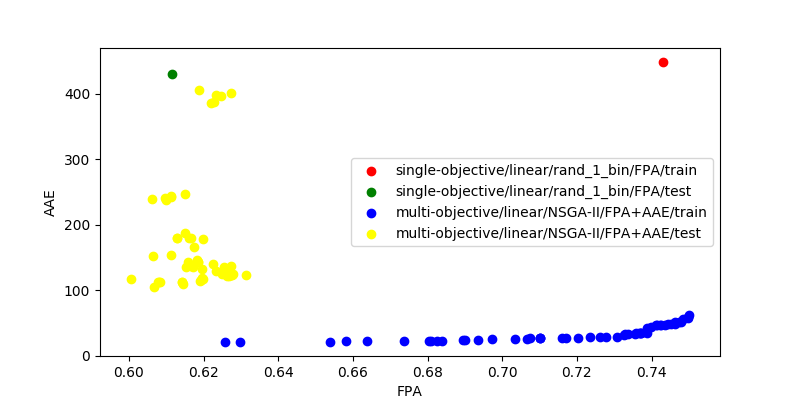 400
300
200
100
0
AAE
single-objective/linear/rand_1_bin/FPA/train
single-objective/linear/rand_1_bin/FPA/test
multi-objective/linear/NSGA-II/FPA+AAE/train
multi-objective/linear/NSGA-II/FPA+AAE/test
0.60 0.62 0.64 0.66 0.68 0.70 0.72 0.74
FPA